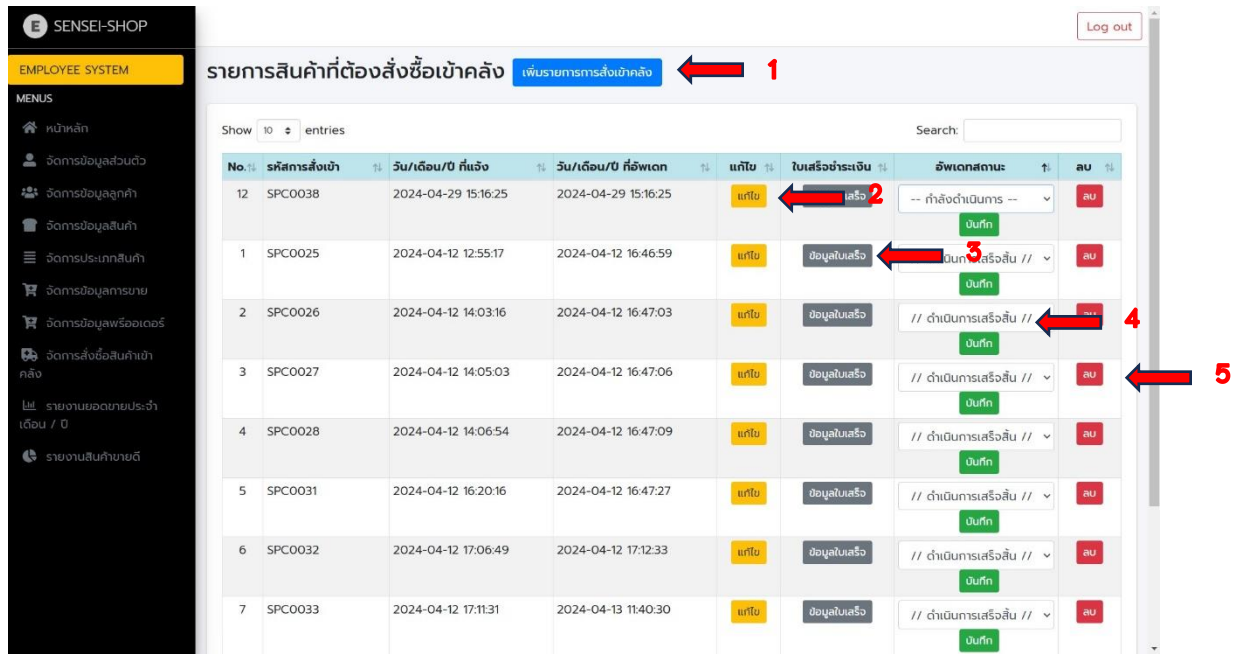 E SENSEI-SHOP
Log out
EMPLOYEE SYSTEM
MENUS
หน้าหลัก
จัดการข้อมูลส่วนตัว
จัดการข้อมูลลูกค้า
จัดการข้อมูลสินค้า
จัดการประเภทสินค้า
จัดการข้อมูลการขาย
จัดการข้อมูลพรีออเดอร์
จัดการสั่งซื้อสินค้าเข้า
คลัง
รายงานยอดขายประจำ
เดือน / ปี
รายงานสินค้าขายดี
รายการสินค้าที่ต้องสั่งซื้อเข้าคลัง เพิ่มรายการการสั่งเข้าคลัง 1
Show 10 entries Search:
No. รหัสการสั่งเข้า วัน/เดือน/ปี ที่แจ้ง วัน/เดือน/ปี ที่อัพเดท แก้ไข ใบเสร็จชำระเงิน อัพเดทสถานะ ลบ
12 SPC0038 2024-04-29 15:16:25 2024-04-29 15:16:25 แก้ไข 2 -- กำลังดำเนินการ -- ลบ
บันทึก
1 SPC0025 2024-04-12 12:55:17 2024-04-12 16:46:59 แก้ไข ข้อมูลใบเสร็จ 3 ลบ
บันทึก
2 SPC0026 2024-04-12 14:03:16 2024-04-12 16:47:03 แก้ไข ข้อมูลใบเสร็จ // ดำเนินการเสร็จสิ้น // 4
บันทึก
3 SPC0027 2024-04-12 14:05:03 2024-04-12 16:47:06 แก้ไข ข้อมูลใบเสร็จ // ดำเนินการเสร็จสิ้น // ลบ 5
บันทึก
4 SPC0028 2024-04-12 14:06:54 2024-04-12 16:47:09 แก้ไข ข้อมูลใบเสร็จ // ดำเนินการเสร็จสิ้น // ลบ
บันทึก
5 SPC0031 2024-04-12 16:20:16 2024-04-12 16:47:27 แก้ไข ข้อมูลใบเสร็จ // ดำเนินการเสร็จสิ้น // ลบ
บันทึก
6 SPC0032 2024-04-12 17:06:49 2024-04-12 17:12:33 แก้ไข ข้อมูลใบเสร็จ // ดำเนินการเสร็จสิ้น // ลบ
บันทึก
7 SPC0033 2024-04-12 17:11:31 2024-04-13 11:40:30 แก้ไข ข้อมูลใบเสร็จ // ดำเนินการเสร็จสิ้น // ลบ
บันทึก